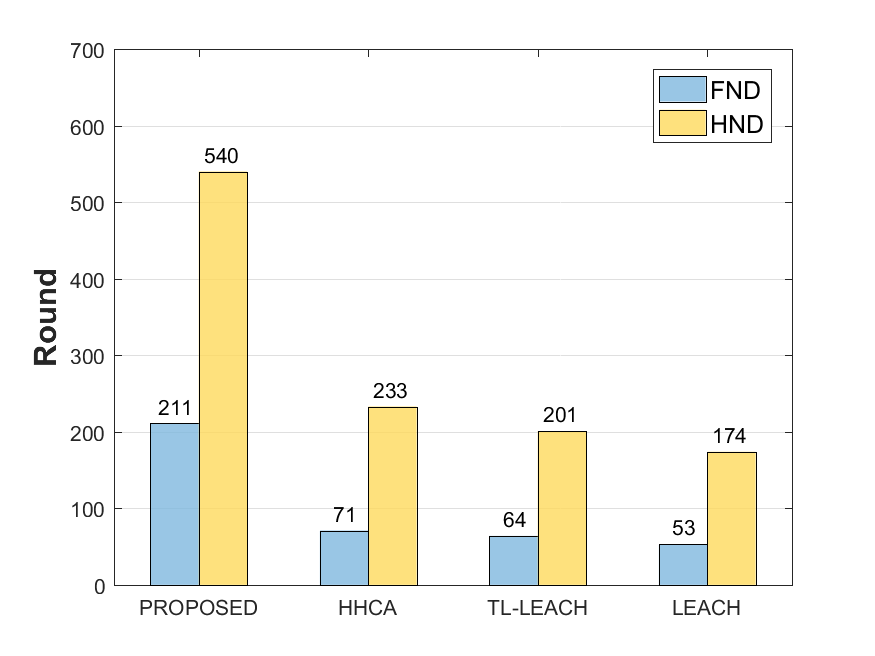 700
600
500
400
300
200
100
0
Round
FND
HND
540
211
233
71
201
64
174
53
PROPOSED
HHCA
TL-LEACH
LEACH